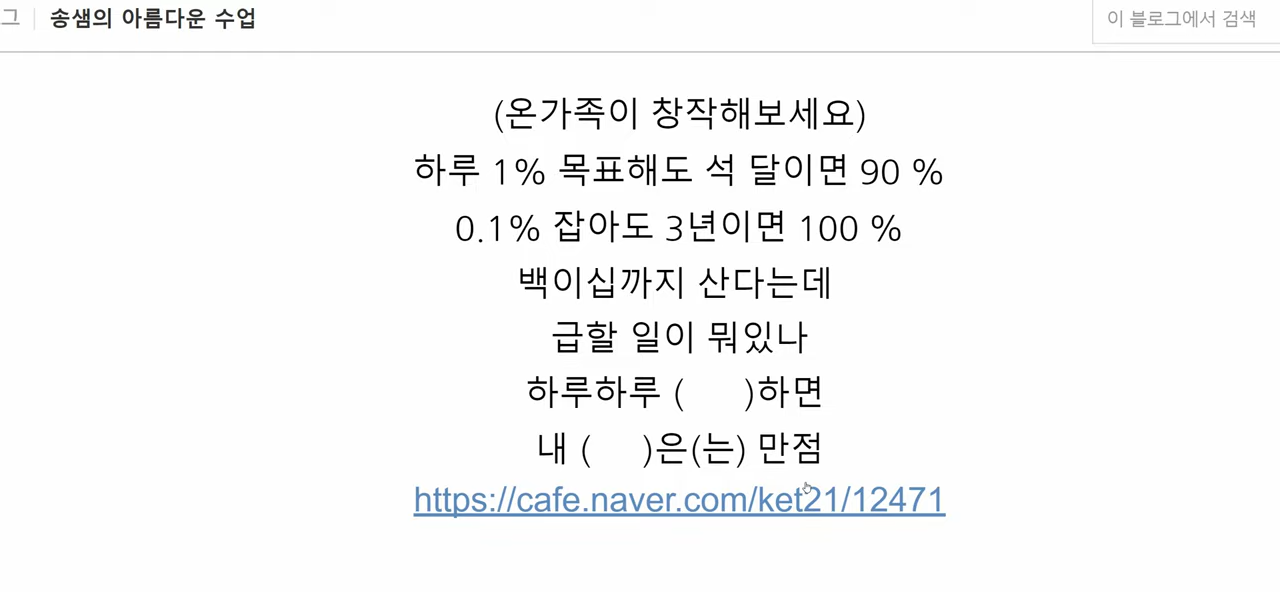 그 송샘의 아름다운 수업
이 블로그에서 검색
(온가족이 창작해보세요)
하루 1% 목표해도 석 달이면 90 %
0.1% 잡아도 3년이면 100 %
백이십까지 산다는데
급할 일이 뭐있나
하루하루 (      )하면
내 (     )은(는) 만점
https://cafe.naver.com/ket21/12471